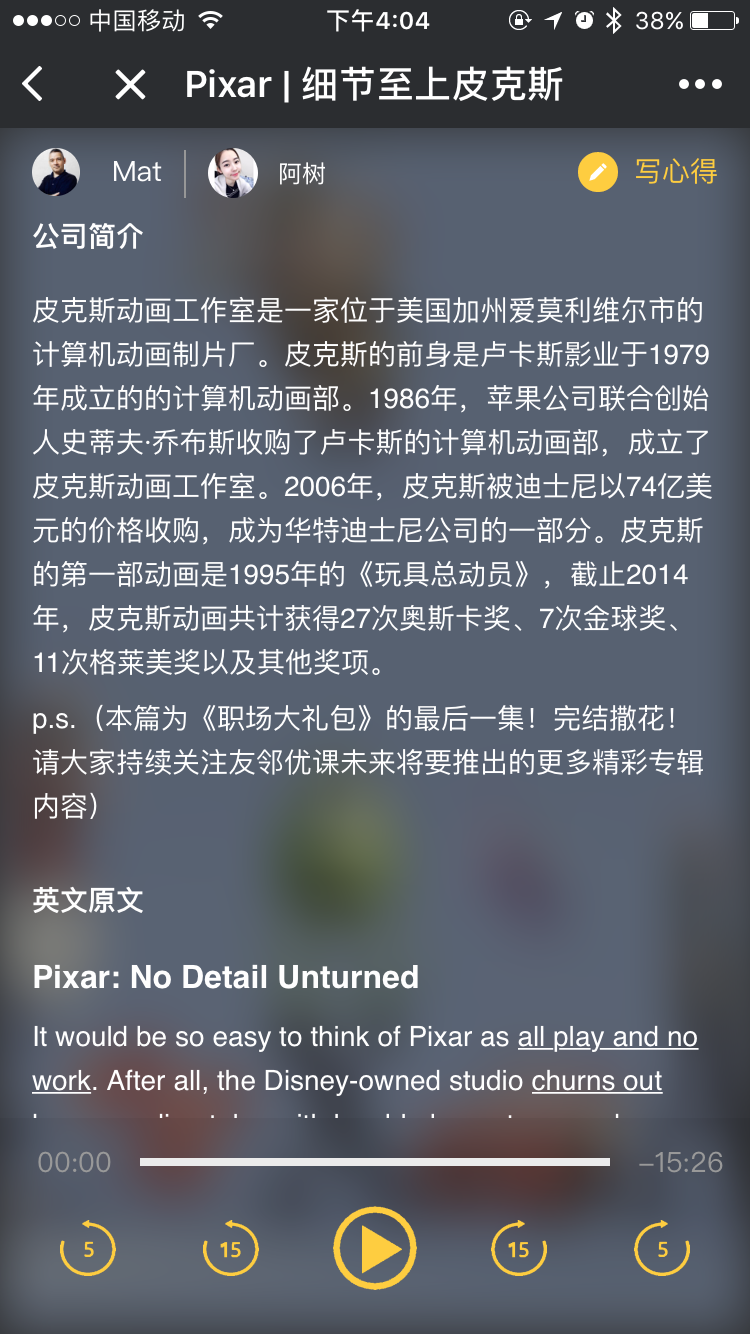 中国移动 下午4:04 38%
Pixar | 细节至上皮克斯
Mat 阿树 写心得
公司简介
皮克斯动画工作室是一家位于美国加州爱莫利维尔市的
计算机动画制片厂。皮克斯的前身是卢卡斯影业于1979
年成立的的计算机动画部。1986年，苹果公司联合创始
人史蒂夫·乔布斯收购了卢卡斯的计算机动画部，成立了
皮克斯动画工作室。2006年，皮克斯被迪士尼以74亿美
元的价格收购，成为华特迪士尼公司的一部分。皮克斯
的第一部动画是1995年的《玩具总动员》，截止2014
年，皮克斯动画共计获得27次奥斯卡奖、7次金球奖、
11次格莱美奖以及其他奖项。
p.s.（本篇为《职场大礼包》的最后一集！完结撒花！
请大家持续关注友邻优课未来将要推出的更多精彩专辑
内容）
英文原文
Pixar: No Detail Unturned
It would be so easy to think of Pixar as all play and no
work. After all, the Disney-owned studio churns out
00:00 –15:26
5 15 15 5